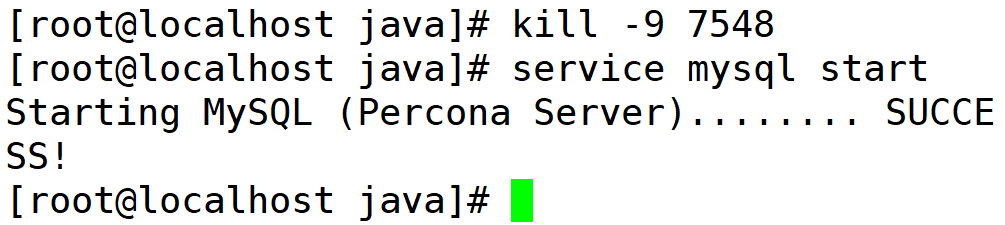 [root@localhost java]# kill -9 7548
[root@localhost java]# service mysql start
Starting MySQL (Percona Server)........ SUCCE
SS!
[root@localhost java]#